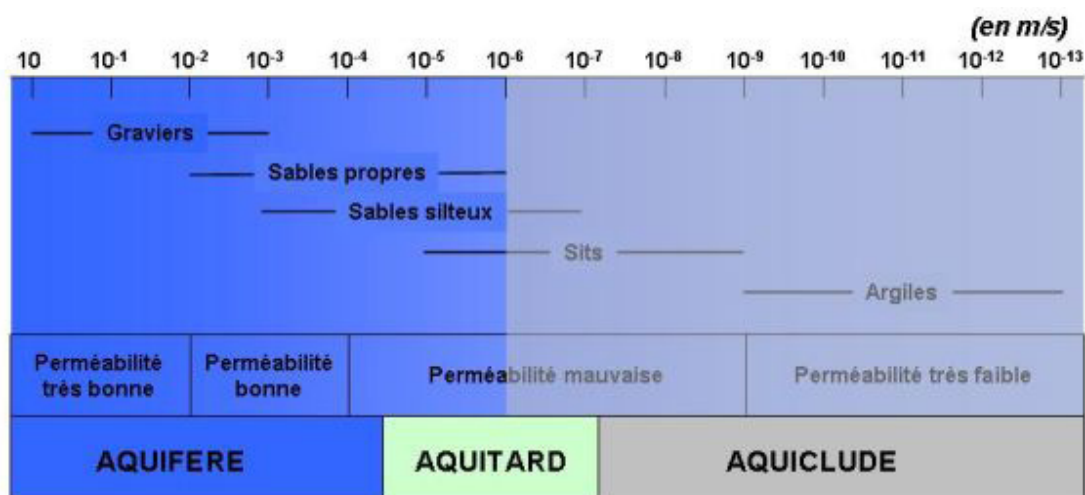 (en m/s)
10 10⁻¹ 10⁻² 10⁻³ 10⁻⁴ 10⁻⁵ 10⁻⁶ 10⁻⁷ 10⁻⁸ 10⁻⁹ 10⁻¹⁰ 10⁻¹¹ 10⁻¹² 10⁻¹³
Graviers
Sables propres
Sables silteux
Sits
Argiles
Perméabilité
très bonne
Perméabilité
bonne
Perméabilité mauvaise
Perméabilité très faible
AQUIFERE
AQUITARD
AQUICLUDE